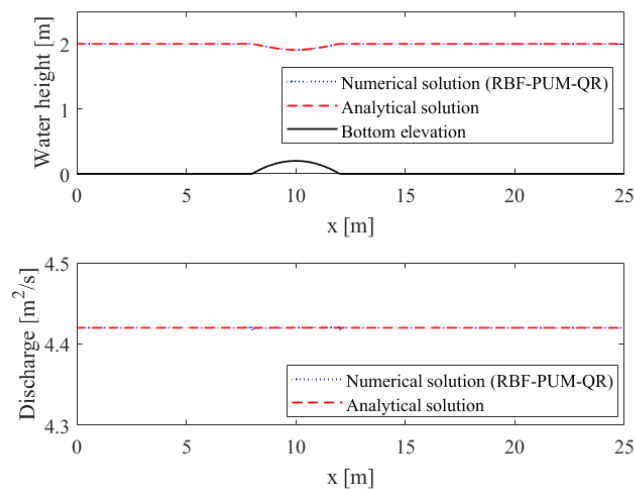 Water height [m]
2
1
0
Numerical solution (RBF-PUM-QR)
Analytical solution
Bottom elevation
0 5 10 15 20 25
x [m]
Discharge [m²/s]
4.5
4.4
4.3
Numerical solution (RBF-PUM-QR)
Analytical solution
0 5 10 15 20 25
x [m]